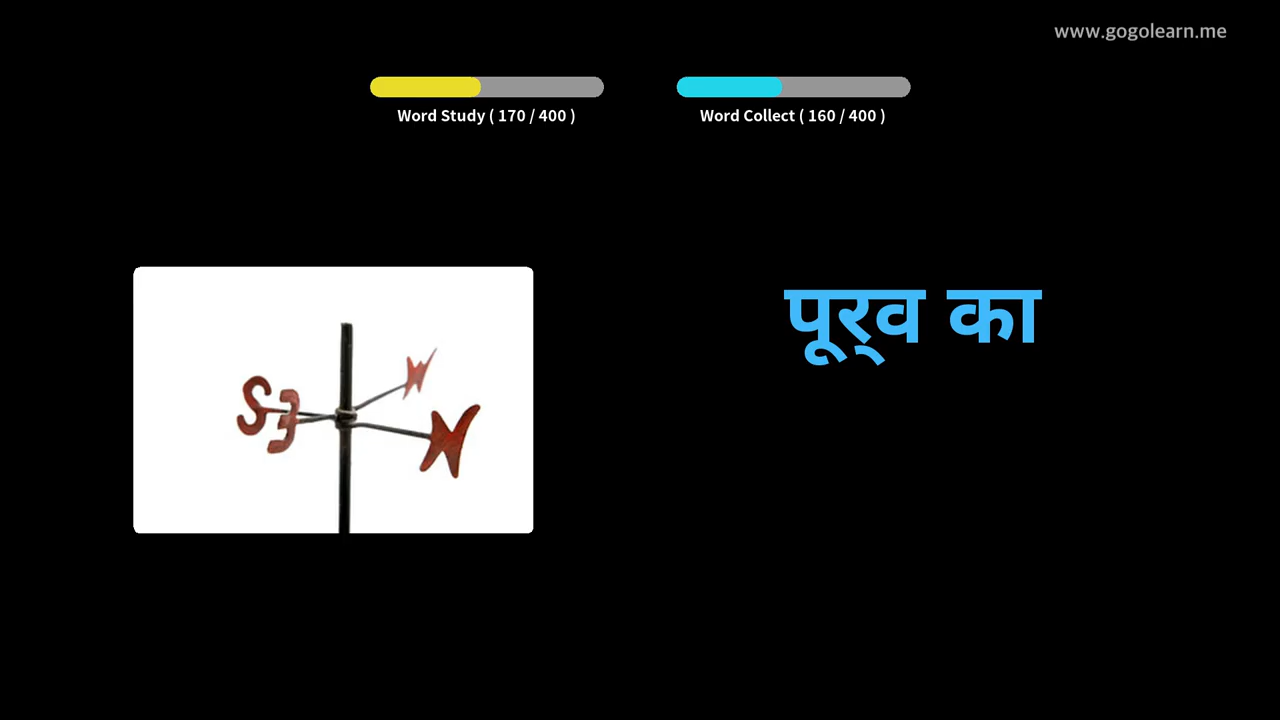 www.gogolearn.me
Word Study ( 170 / 400 )
Word Collect ( 160 / 400 )
पूर्‌व का
S E N W